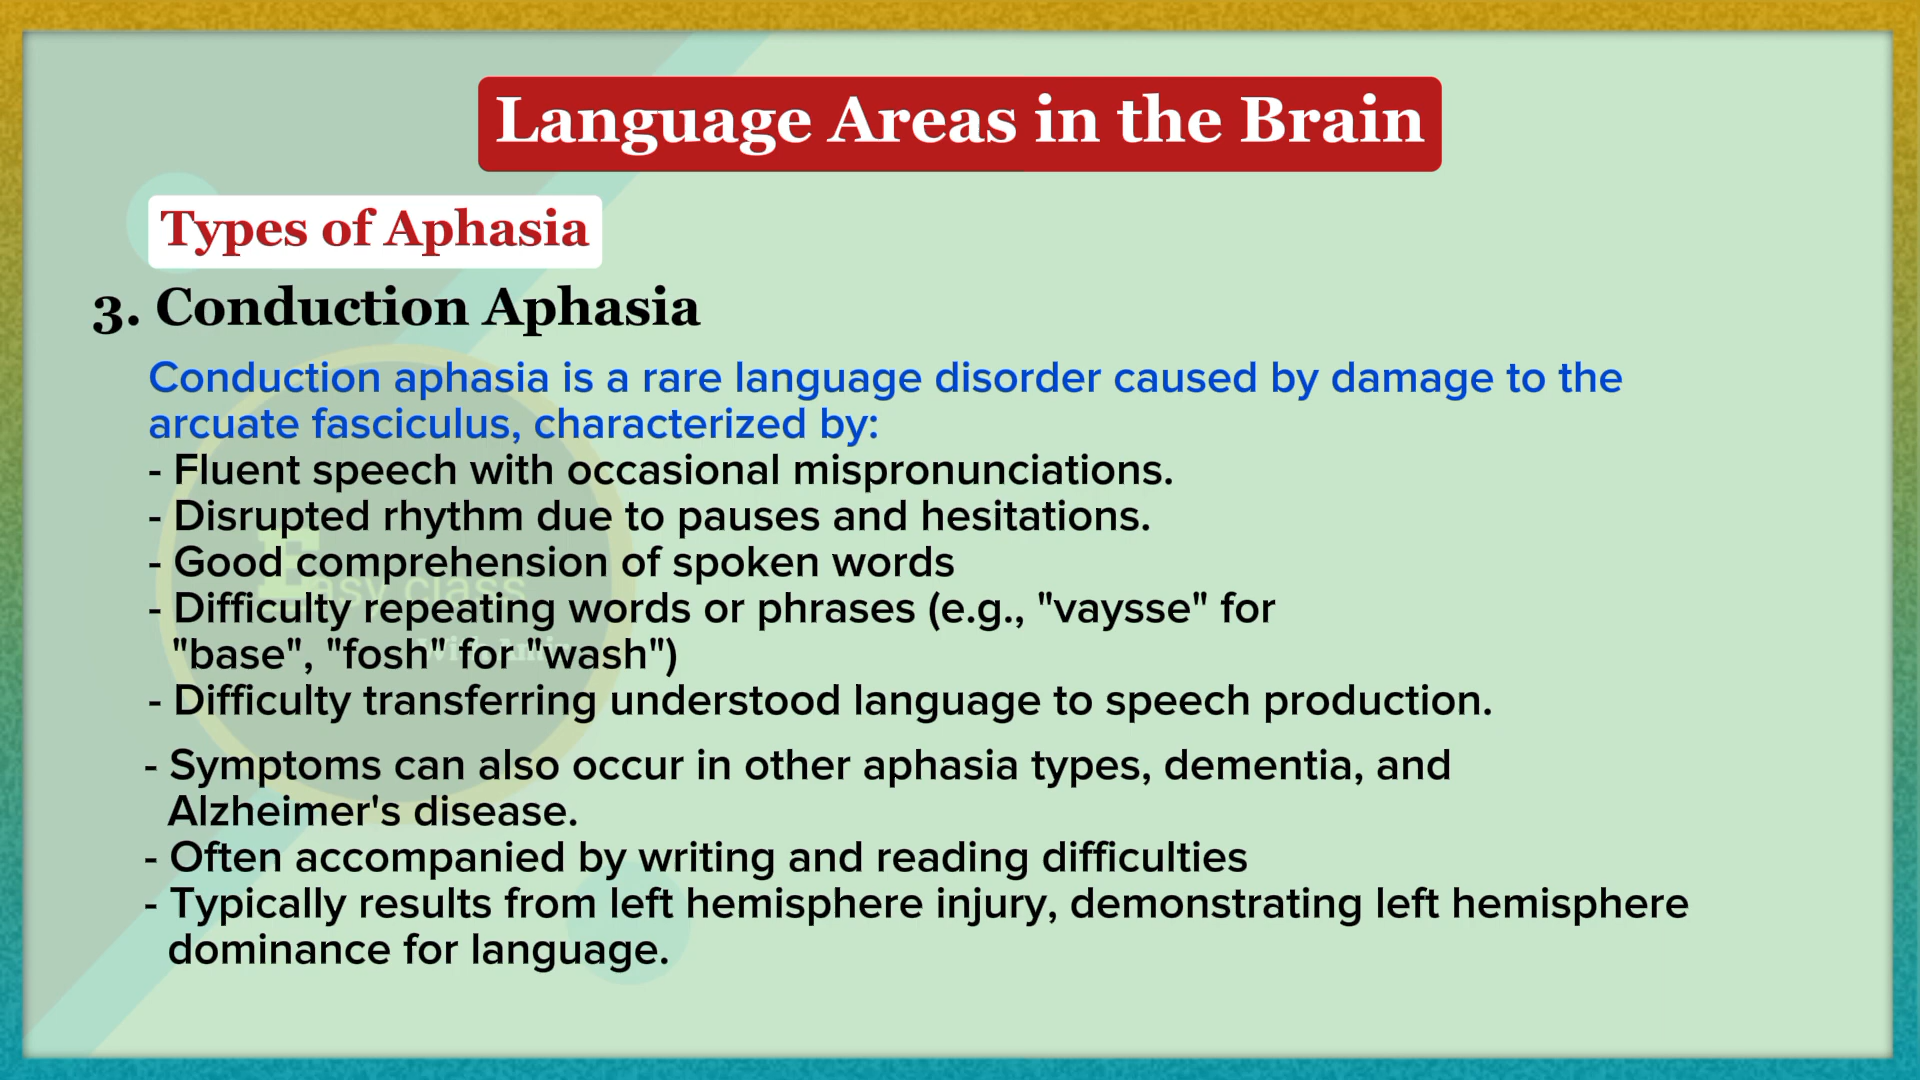 Language Areas in the Brain
Types of Aphasia
3. Conduction Aphasia
Conduction aphasia is a rare language disorder caused by damage to the
arcuate fasciculus, characterized by:
- Fluent speech with occasional mispronunciations.
- Disrupted rhythm due to pauses and hesitations.
- Good comprehension of spoken words
- Difficulty repeating words or phrases (e.g., "vaysse" for
"base", "fosh" for "wash")
- Difficulty transferring understood language to speech production.
- Symptoms can also occur in other aphasia types, dementia, and
Alzheimer's disease.
- Often accompanied by writing and reading difficulties
- Typically results from left hemisphere injury, demonstrating left hemisphere
dominance for language.
Easy class